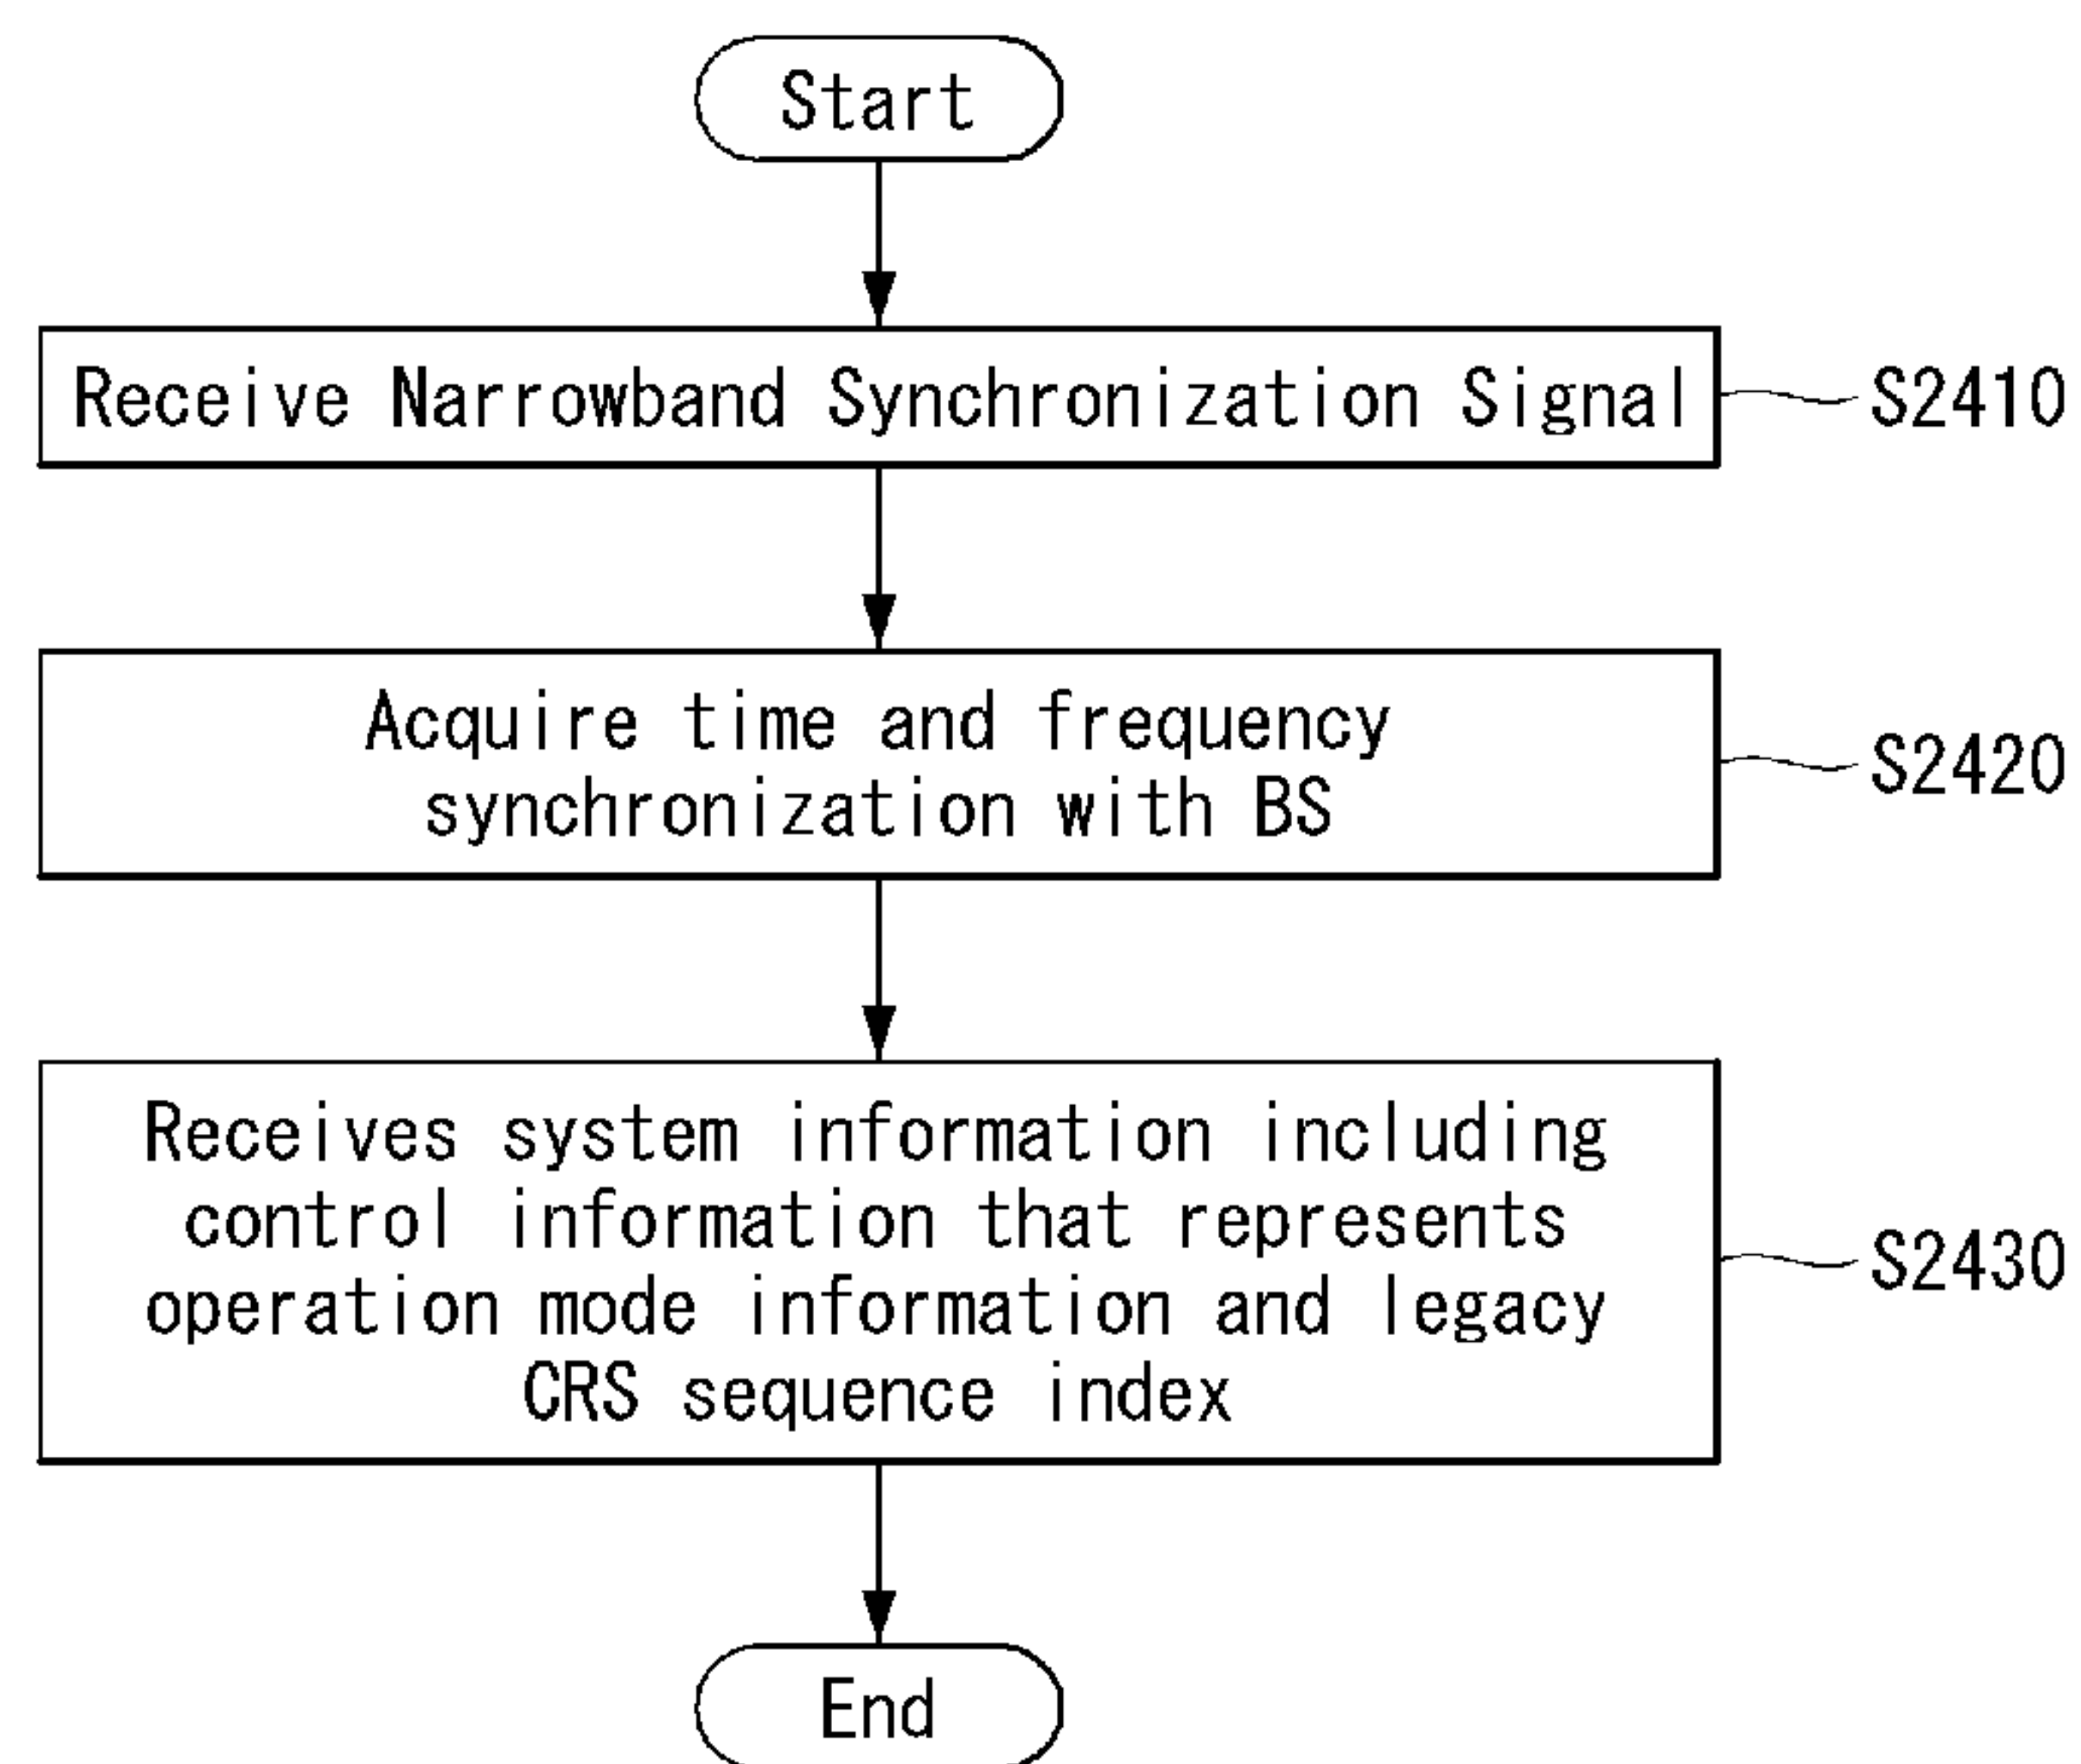 Start
Receive Narrowband Synchronization Signal
S2410
Acquire time and frequency
synchronization with BS
S2420
Receives system information including
control information that represents
operation mode information and legacy
CRS sequence index
S2430
End